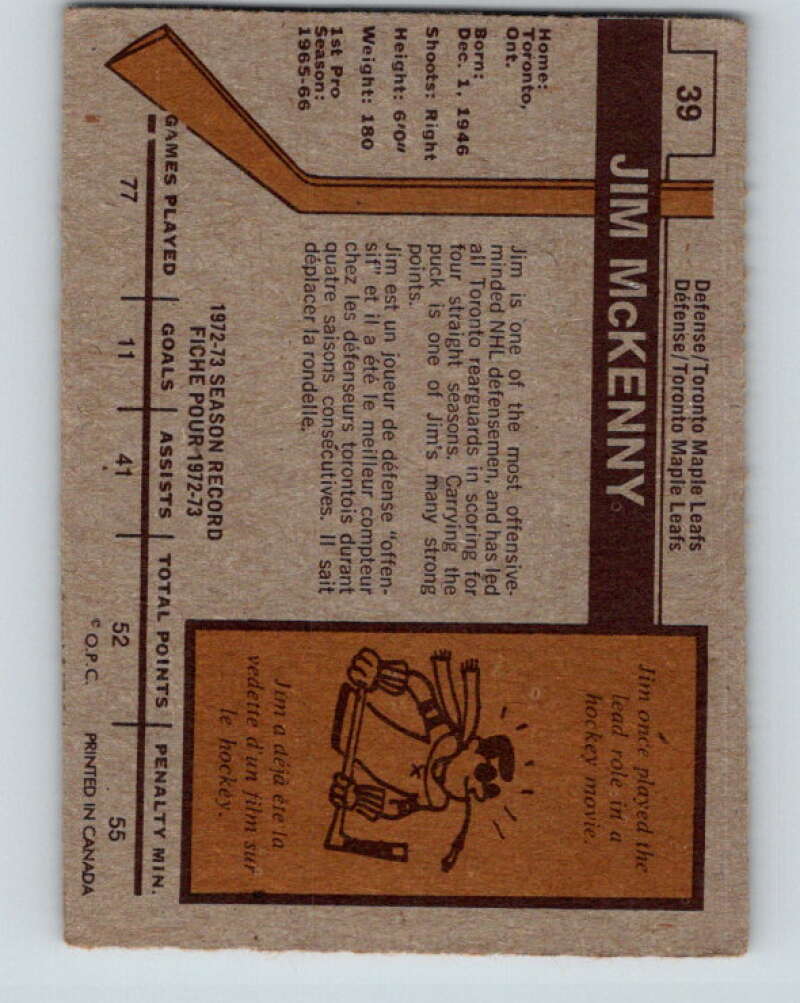 39
Defense/Toronto Maple Leafs
Défense/Toronto Maple Leafs
JIM McKENNY
Home:
Toronto,
Ont.
Born:
Dec. 1, 1946
Shoots: Right
Height: 6'0"
Weight: 180
1st Pro
Season:
1965-66
Jim is one of the most offensive-
minded NHL defensemen, and has led
all Toronto rearguards in scoring for
four straight seasons. Carrying the
puck is one of Jim's many strong
points.
Jim est un joueur de défense "offen-
sif" et il a été le meilleur compteur
chez les défenseurs torontois durant
quatre saisons consécutives. Il sait
déplacer la rondelle.
Jim once played the
lead role in a
hockey movie.
Jim a déjà éte la
vedette d'un film sur
le hockey.
1972-73 SEASON RECORD
FICHE POUR 1972-73
GAMES PLAYED | GOALS | ASSISTS | TOTAL POINTS | PENALTY MIN.
77 11 41 52 55
© O.P.C. PRINTED IN CANADA